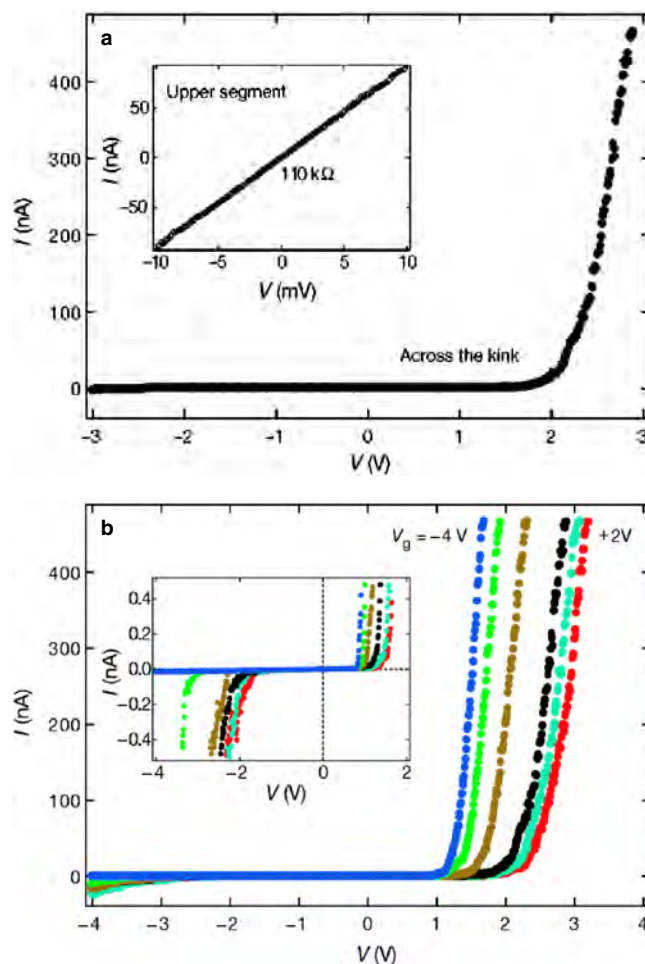 a
400
300
200
100
0
I (nA)
Upper segment
50
0
−50
I (nA)
110 kΩ
−10
−5
0
5
10
V (mV)
Across the kink
−3
−2
−1
0
1
2
3
V (V)
b
V g = −4 V
+2V
400
300
200
100
0
I (nA)
0.4
0.2
0.0
−0.2
−0.4
I (nA)
−4
−2
0
2
V (V)
−4
−3
−2
−1
0
1
2
3
4
V (V)